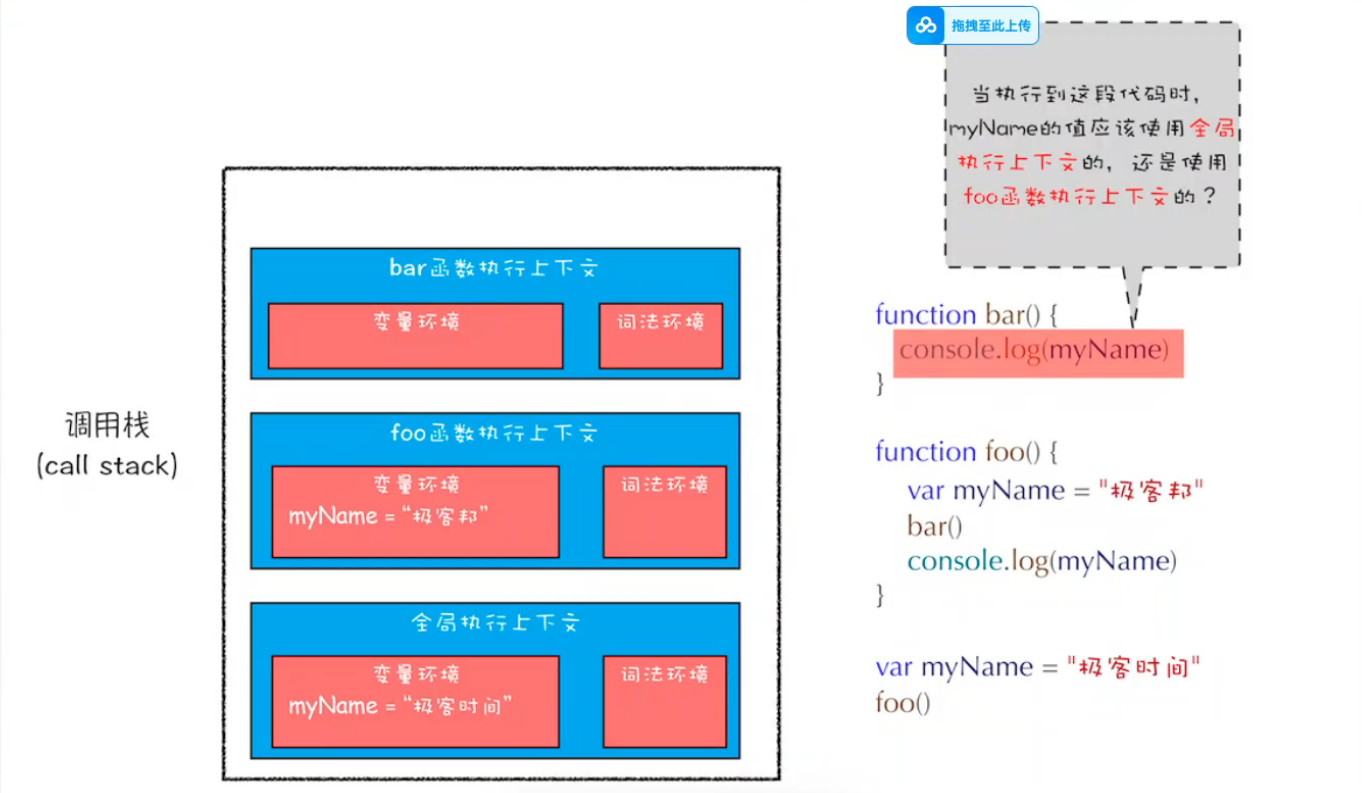 拖拽至此上传
当执行到这段代码时,
myName的值应该使用全局
执行上下文的, 还是使用
foo函数执行上下文的?
bar函数执行上下文
变量环境
词法环境
foo函数执行上下文
变量环境
词法环境
myName = “极客邦”
全局执行上下文
变量环境
词法环境
myName = “极客时间”
调用栈
(call stack)
function bar() {
console.log(myName)
}
function foo() {
var myName = "极客邦"
bar()
console.log(myName)
}
var myName = "极客时间"
foo()